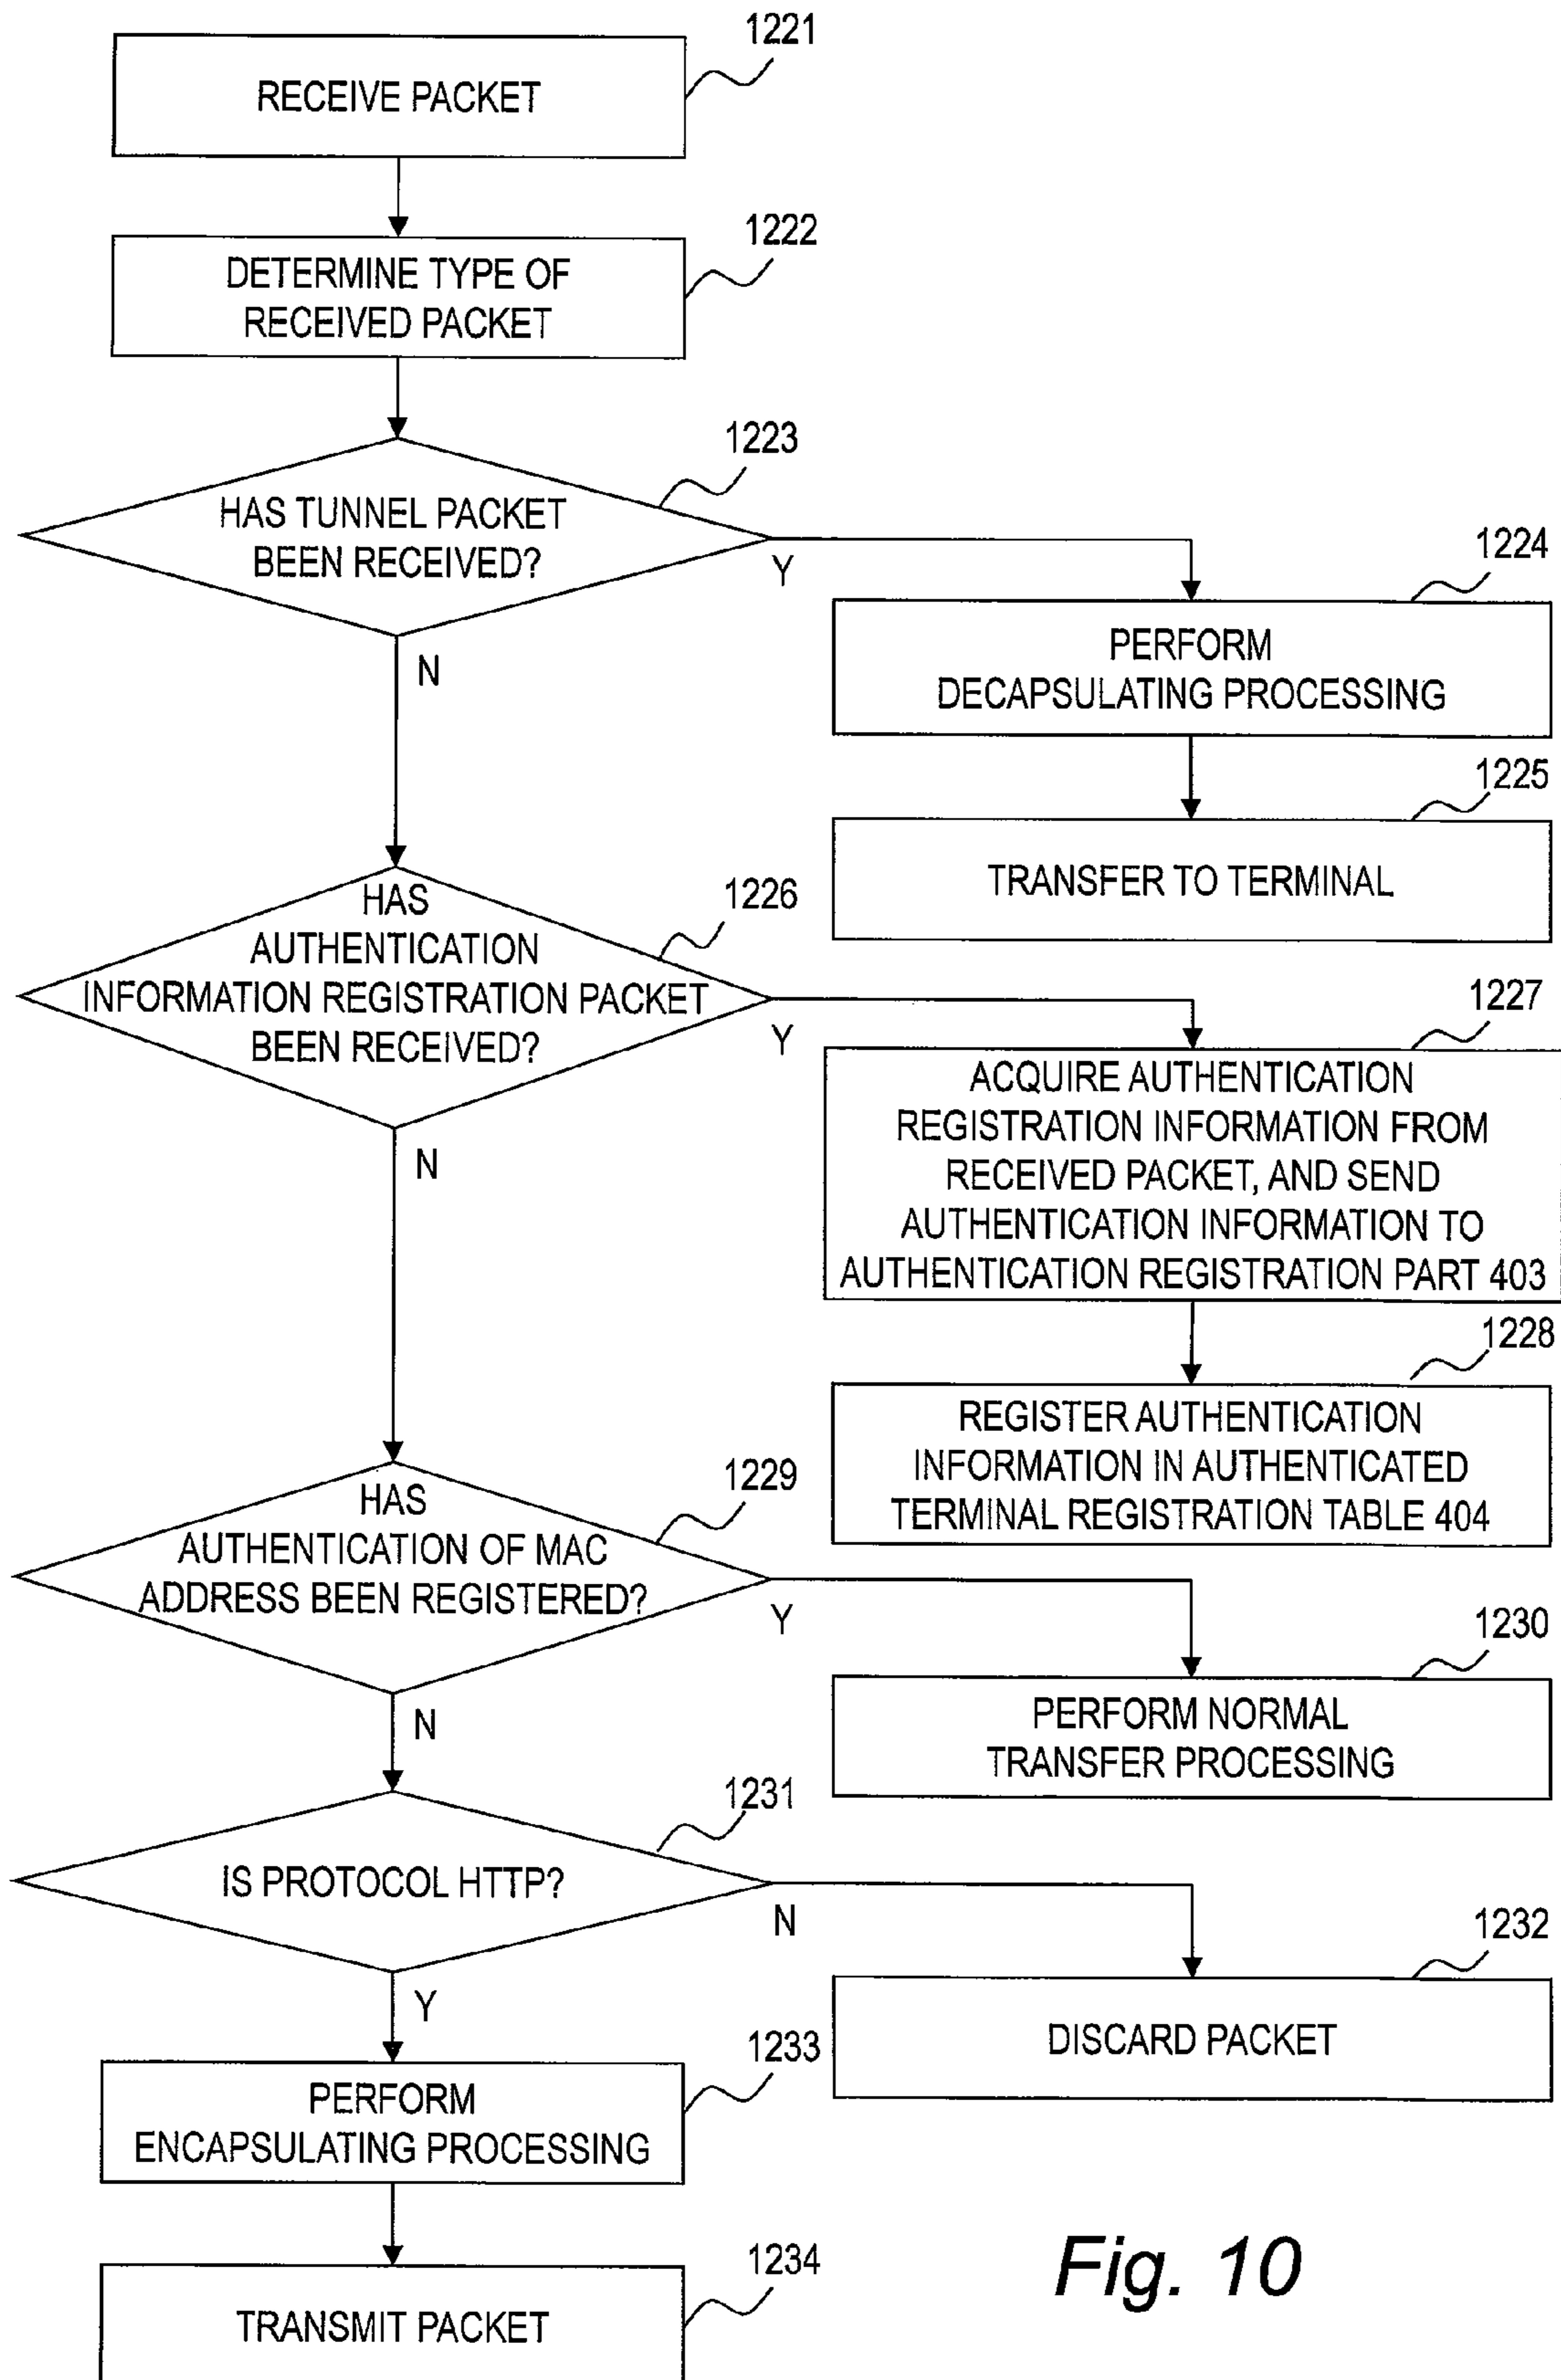 1221
RECEIVE PACKET
1222
DETERMINE TYPE OF
RECEIVED PACKET
1223
HAS TUNNEL PACKET
BEEN RECEIVED?
Y
N
1224
PERFORM
DECAPSULATING PROCESSING
1225
TRANSFER TO TERMINAL
1226
HAS
AUTHENTICATION
INFORMATION REGISTRATION PACKET
BEEN RECEIVED?
Y
N
1227
ACQUIRE AUTHENTICATION
REGISTRATION INFORMATION FROM
RECEIVED PACKET, AND SEND
AUTHENTICATION INFORMATION TO
AUTHENTICATION REGISTRATION PART 403
1228
REGISTER AUTHENTICATION
INFORMATION IN AUTHENTICATED
TERMINAL REGISTRATION TABLE 404
1229
HAS
AUTHENTICATION OF MAC
ADDRESS BEEN REGISTERED?
Y
N
1230
PERFORM NORMAL
TRANSFER PROCESSING
1231
IS PROTOCOL HTTP?
N
Y
1232
DISCARD PACKET
1233
PERFORM
ENCAPSULATING PROCESSING
1234
TRANSMIT PACKET
Fig. 10